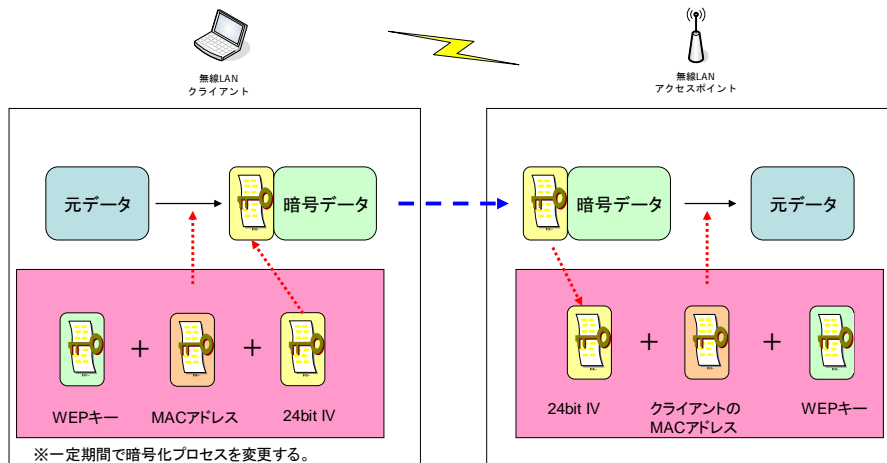 無線LAN
クライアント
無線LAN
アクセスポイント
元データ
暗号データ
暗号データ
元データ
+
+
WEPキー
MACアドレス
24bit IV
※一定期間で暗号化プロセスを変更する。
+
+
24bit IV
クライアントの
MACアドレス
WEPキー